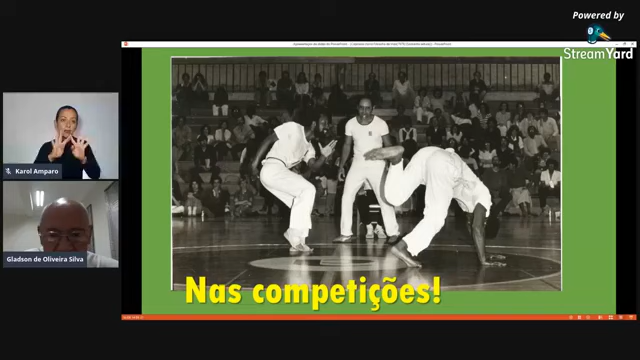 Powered by
StreamYard
Karol Amparo
Gladson de Oliveira Silva
Nas competições!